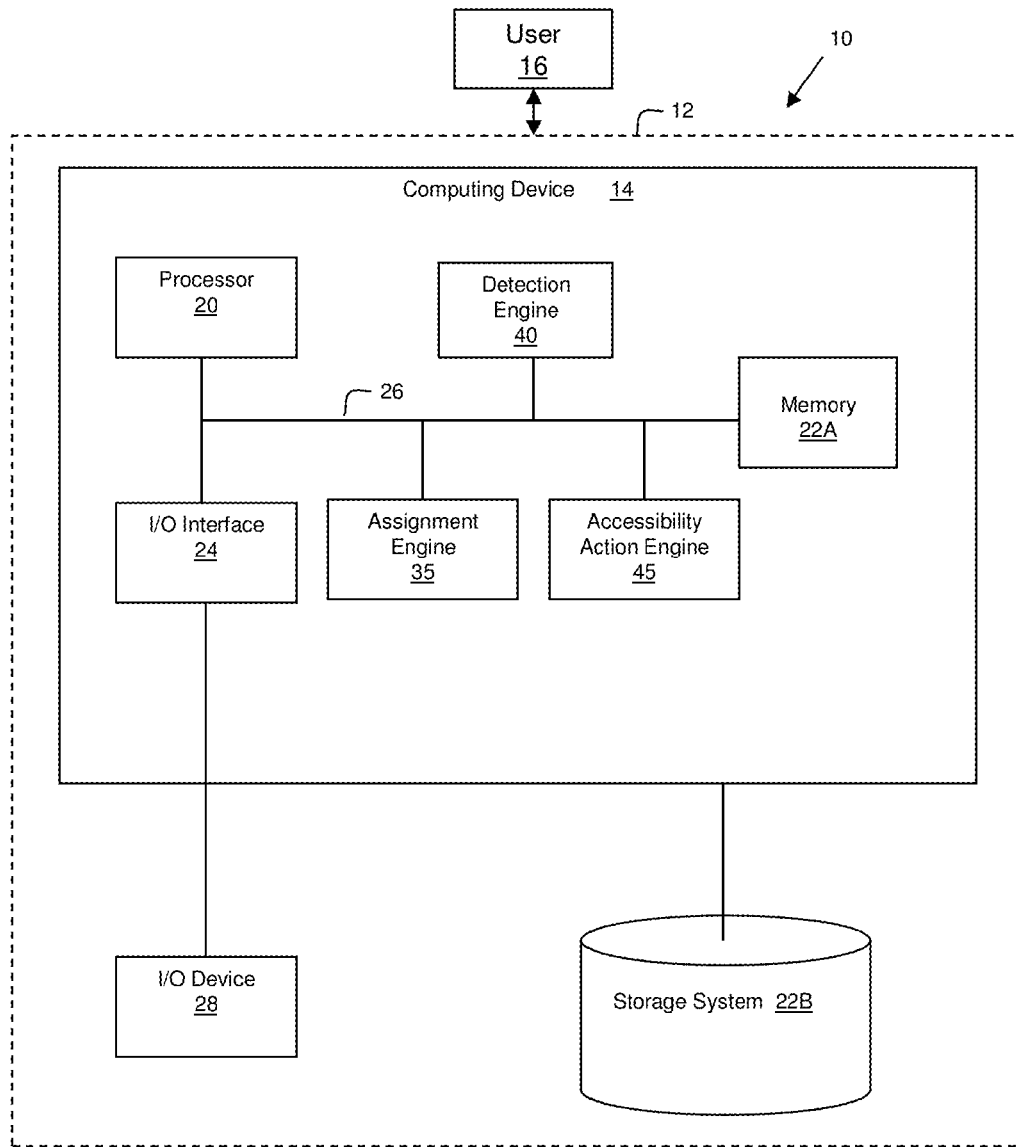 User
16
10
12
Computing Device 14
Processor
20
Detection
Engine
40
26
Memory
22A
I/O Interface
24
Assignment
Engine
35
Accessibility
Action Engine
45
I/O Device
28
Storage System 22B